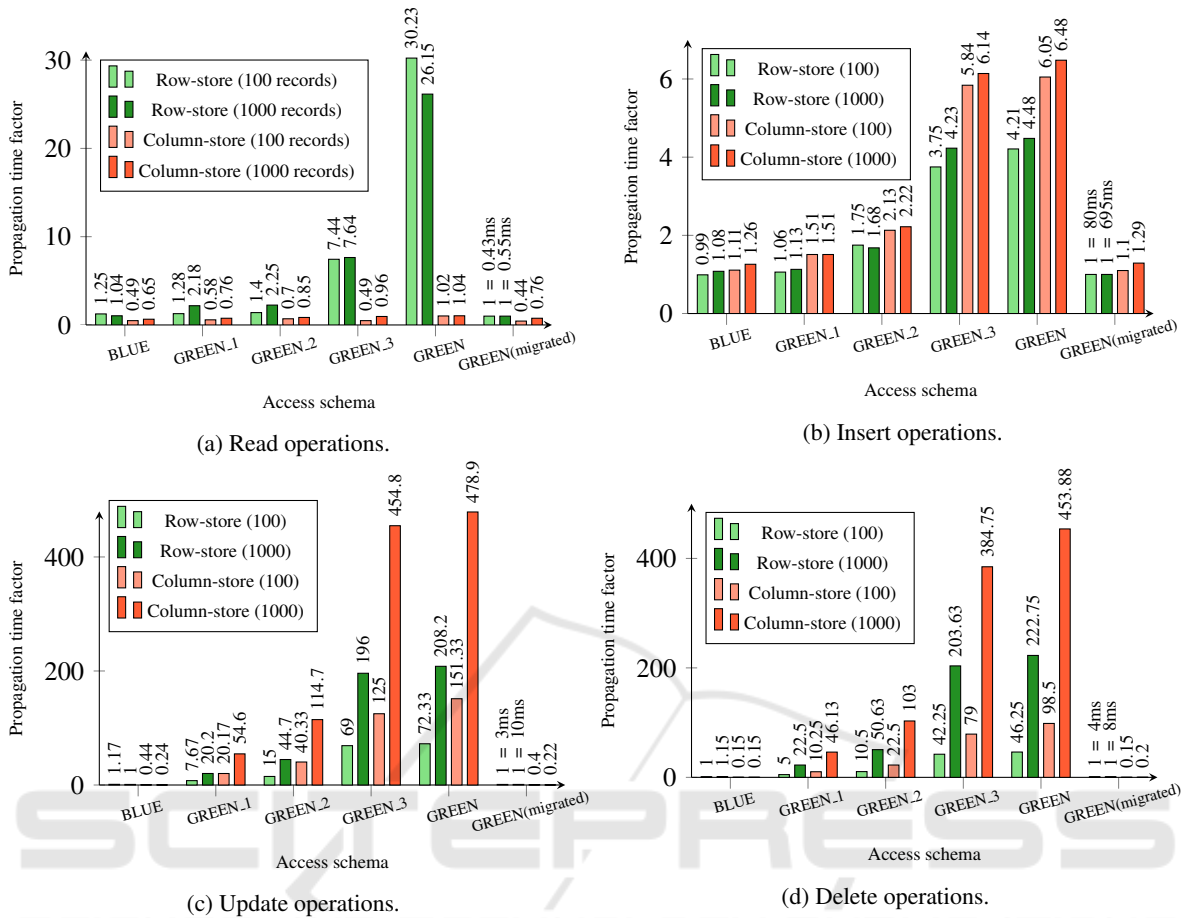 Propagation time factor
30
20
10
0
Row-store (100 records)
Row-store (1000 records)
Column-store (100 records)
Column-store (1000 records)
1.25
1.04
0.49
0.65
1.28
2.18
0.58
0.76
1.4
2.25
0.7
0.85
7.44
7.64
0.49
0.96
30.23
26.15
1.02
1.04
1 = 0.43ms
1 = 0.55ms
0.44
0.76
BLUE
GREEN_1
GREEN_2
GREEN_3
GREEN
GREEN(migrated)
Access schema
(a) Read operations.
Propagation time factor
6
4
2
0
Row-store (100)
Row-store (1000)
Column-store (100)
Column-store (1000)
0.99
1.08
1.11
1.26
1.06
1.13
1.51
1.51
1.75
1.68
2.13
2.22
3.75
4.23
5.84
6.14
4.21
4.48
6.05
6.48
1 = 80ms
1 = 695ms
1.1
1.29
BLUE
GREEN_1
GREEN_2
GREEN_3
GREEN
GREEN(migrated)
Access schema
(b) Insert operations.
Propagation time factor
400
200
0
Row-store (100)
Row-store (1000)
Column-store (100)
Column-store (1000)
1.17
1
0.44
0.24
7.67
20.2
20.17
54.6
15
44.7
40.33
114.7
69
196
125
454.8
72.33
208.2
151.33
478.9
1 = 3ms
1 = 10ms
0.4
0.22
BLUE
GREEN_1
GREEN_2
GREEN_3
GREEN
GREEN(migrated)
Access schema
(c) Update operations.
Propagation time factor
400
200
0
Row-store (100)
Row-store (1000)
Column-store (100)
Column-store (1000)
1
1.15
0.15
0.15
5
22.5
10.25
46.13
10.5
50.63
22.5
103
42.25
203.63
79
384.75
46.25
222.75
98.5
453.88
1 = 4ms
1 = 8ms
0.15
0.2
BLUE
GREEN_1
GREEN_2
GREEN_3
GREEN
GREEN(migrated)
Access schema
(d) Delete operations.
SCITEPRESS